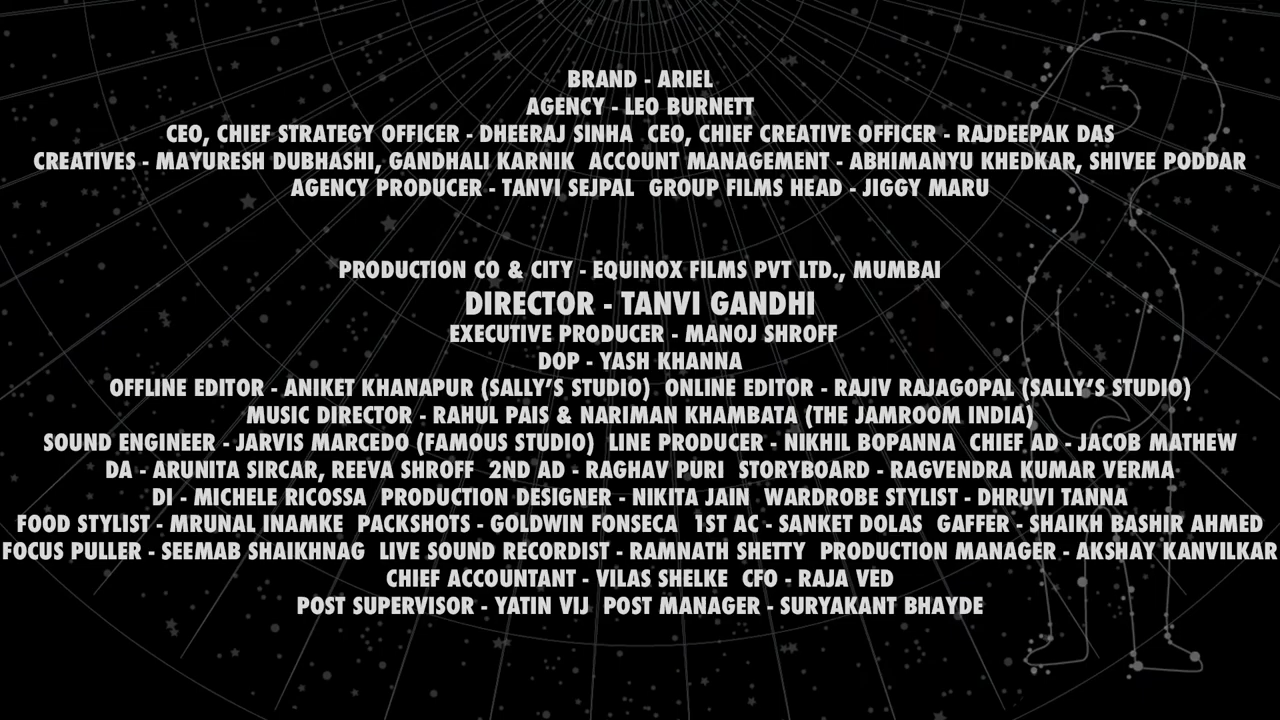 BRAND - ARIEL
AGENCY - LEO BURNETT
CEO, CHIEF STRATEGY OFFICER - DHEERAJ SINHA CEO, CHIEF CREATIVE OFFICER - RAJDEEPAK DAS
CREATIVES - MAYURESH DUBHASHI, GANDHALI KARNIK ACCOUNT MANAGEMENT - ABHIMANYU KHEDKAR, SHIVEE PODDAR
AGENCY PRODUCER - TANVI SEJPAL GROUP FILMS HEAD - JIGGY MARU
PRODUCTION CO & CITY - EQUINOX FILMS PVT LTD., MUMBAI
DIRECTOR - TANVI GANDHI
EXECUTIVE PRODUCER - MANOJ SHROFF
DOP - YASH KHANNA
OFFLINE EDITOR - ANIKET KHANAPUR (SALLY'S STUDIO) ONLINE EDITOR - RAJIV RAJAGOPAL (SALLY'S STUDIO)
MUSIC DIRECTOR - RAHUL PAIS & NARIMAN KHAMBATA (THE JAMROOM INDIA)
SOUND ENGINEER - JARVIS MARCEDO (FAMOUS STUDIO) LINE PRODUCER - NIKHIL BOPANNA CHIEF AD - JACOB MATHEW
DA - ARUNITA SIRCAR, REEVA SHROFF 2ND AD - RAGHAV PURI STORYBOARD - RAGVENDRA KUMAR VERMA
DI - MICHELE RICOSSA PRODUCTION DESIGNER - NIKITA JAIN WARDROBE STYLIST - DHRUVI TANNA
FOOD STYLIST - MRUNAL INAMKE PACKSHOTS - GOLDWIN FONSECA 1ST AC - SANKET DOLAS GAFFER - SHAIKH BASHIR AHMED
FOCUS PULLER - SEEMAB SHAIKHNAG LIVE SOUND RECORDIST - RAMNATH SHETTY PRODUCTION MANAGER - AKSHAY KANVILKAR
CHIEF ACCOUNTANT - VILAS SHELKE CFO - RAJA VED
POST SUPERVISOR - YATIN VIJ POST MANAGER - SURYAKANT BHAYDE